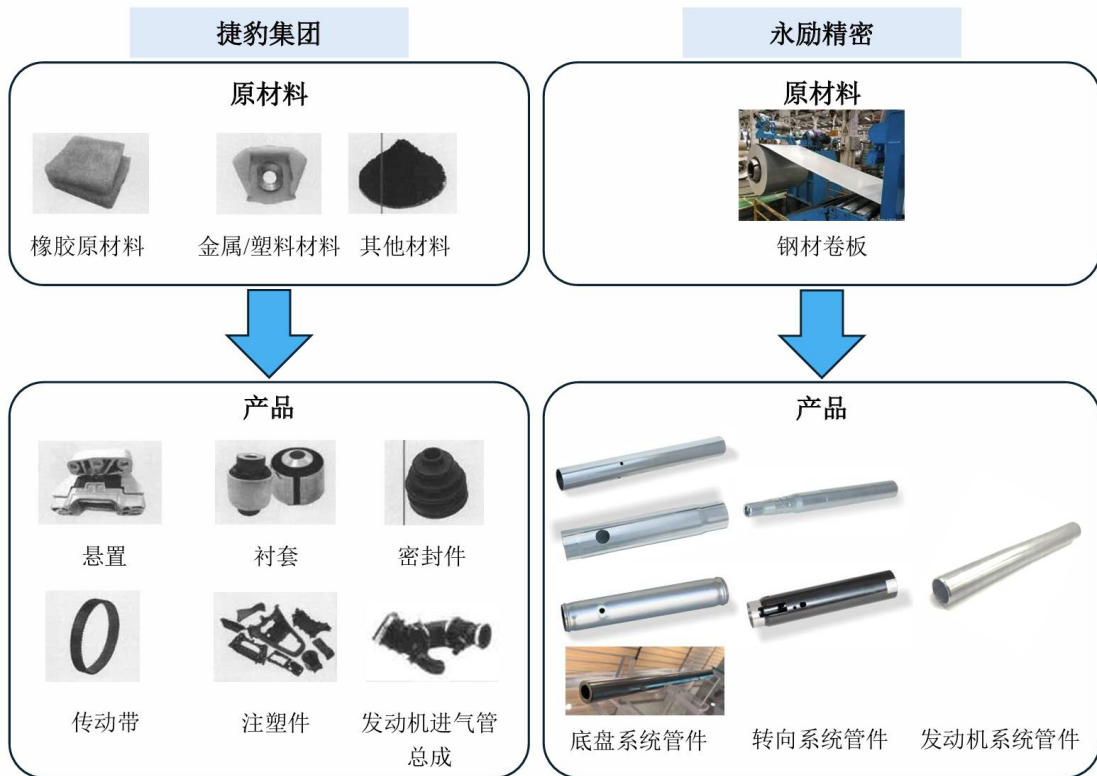 捷豹集团
永励精密
原材料
橡胶原材料
金属/塑料材料
其他材料
原材料
钢材卷板
产品
悬置
衬套
密封件
传动带
注塑件
发动机进气管
总成
产品
底盘系统管件
转向系统管件
发动机系统管件